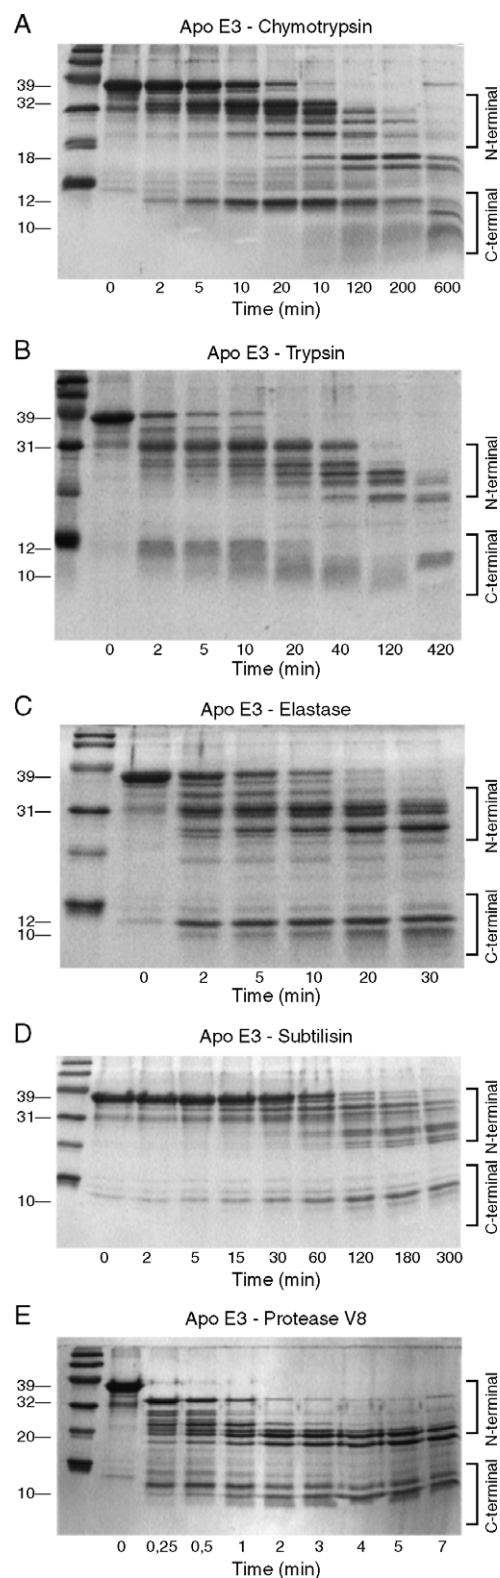 A
Apo E3 - Chymotrypsin
39
32
18
12
10
N-terminal
C-terminal
0 2 5 10 20 10 120 200 600
Time (min)
B
Apo E3 - Trypsin
39
31
12
10
N-terminal
C-terminal
0 2 5 10 20 40 120 420
Time (min)
C
Apo E3 - Elastase
39
31
12
10
N-terminal
C-terminal
0 2 5 10 20 30
Time (min)
D
Apo E3 - Subtilisin
39
31
10
N-terminal
C-terminal
0 2 5 15 30 60 120 180 300
Time (min)
E
Apo E3 - Protease V8
39
32
20
10
N-terminal
C-terminal
0 0,25 0,5 1 2 3 4 5 7
Time (min)